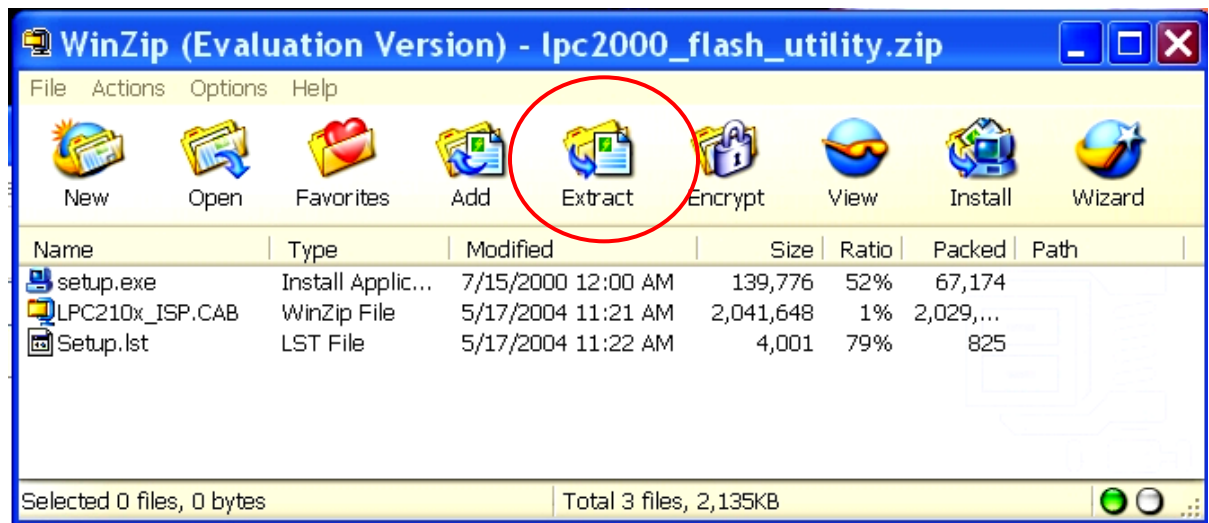 WinZip (Evaluation Version) - lpc2000_flash_utility.zip
File Actions Options Help
New Open Favorites Add Extract Encrypt View Install Wizard
Name Type Modified Size Ratio Packed Path
setup.exe Install Applic... 7/15/2000 12:00 AM 139,776 52% 67,174
LPC210x_ISP.CAB WinZip File 5/17/2004 11:21 AM 2,041,648 1% 2,029,...
Setup.lst LST File 5/17/2004 11:22 AM 4,001 79% 825
Selected 0 files, 0 bytes Total 3 files, 2,135KB